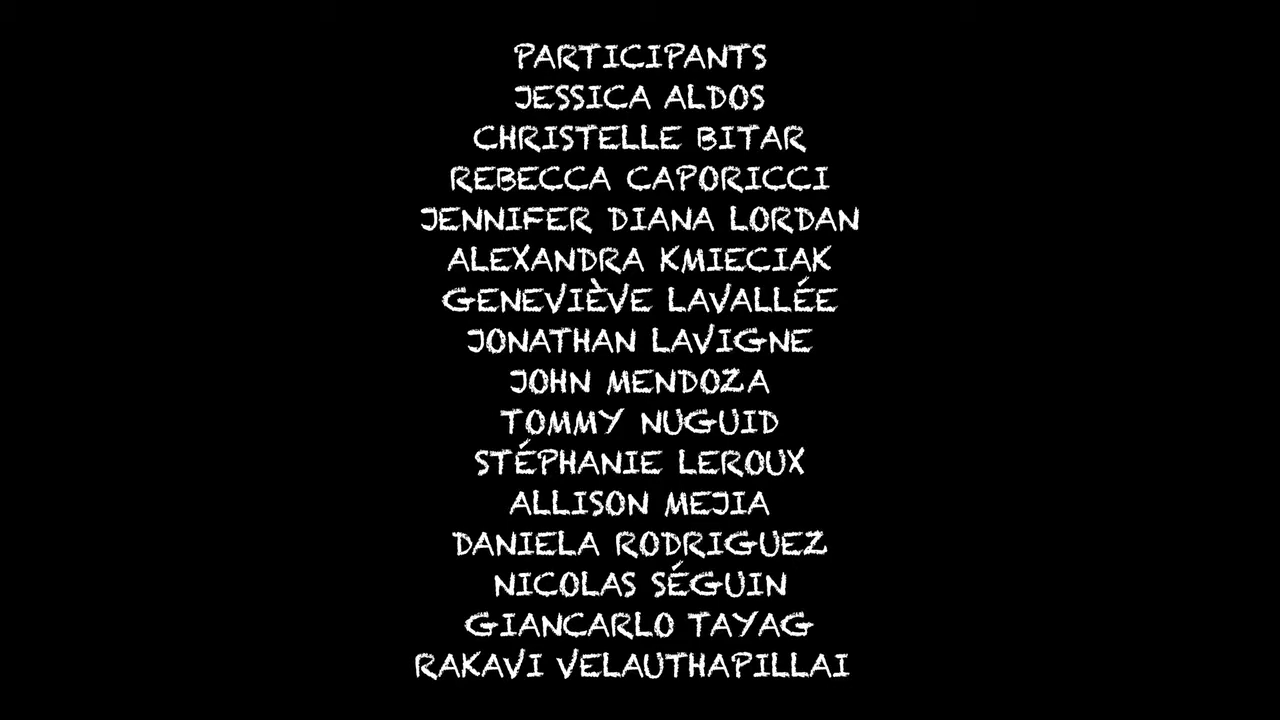 PARTICIPANTS
JESSICA ALDOS
CHRISTELLE BITAR
REBECCA CAPORICCI
JENNIFER DIANA LORDAN
ALEXANDRA KMIECIAK
GENEVIÈVE LAVALLÉE
JONATHAN LAVIGNE
JOHN MENDOZA
TOMMY NUGUID
STÉPHANIE LEROUX
ALLISON MEJIA
DANIELA RODRIGUEZ
NICOLAS SÉGUIN
GIANCARLO TAYAG
RAKAVI VELAUTHAPILLAI